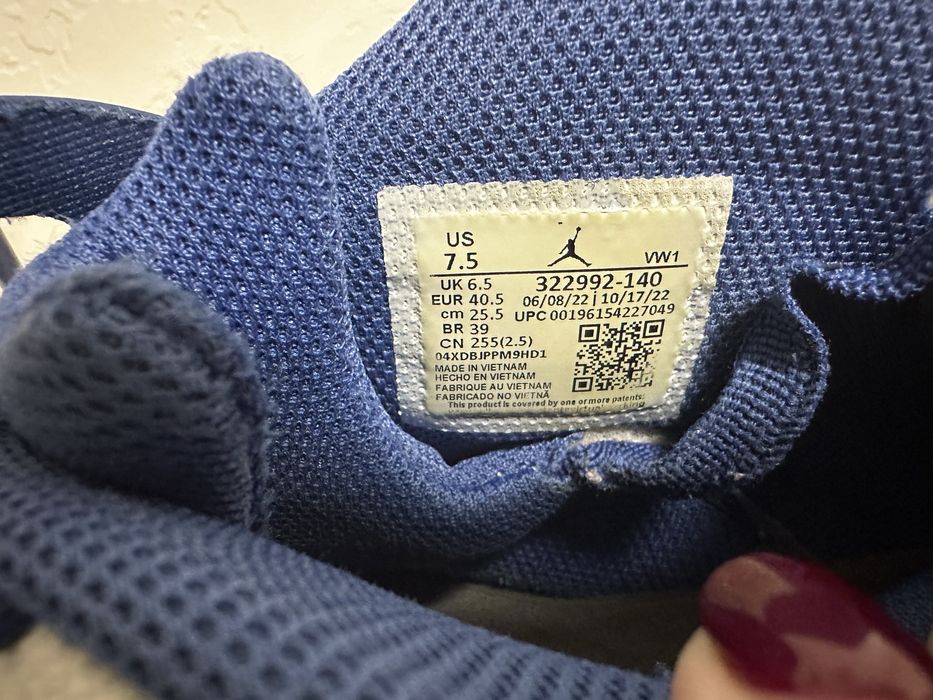 US
7.5
VW1
UK 6.5
322992-140
EUR 40.5
06/08/22 | 10/17/22
cm 25.5
UPC 00196154227049
BR 39
CN 255(2.5)
04XDBJPPM9HD1
MADE IN VIETNAM
HECHO EN VIETNAM
FABRIQUE AU VIETNAM
FABRICADO NO VIETNÃ
This product is covered by one or more patents: